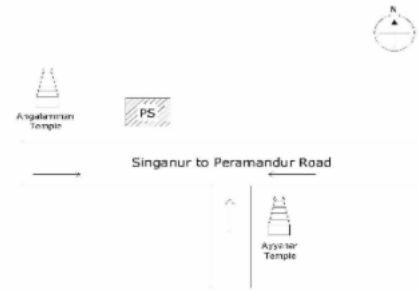 N
Angalamman
Temple
PS
Singanur to Peramandur Road
Ayyanar
Temple